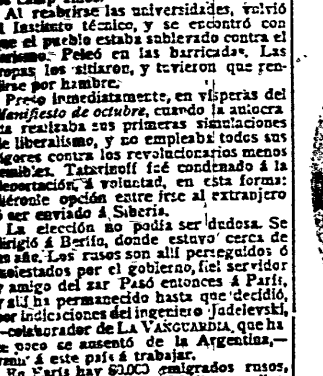 Al reabrirse las universidades, volvió
al Instituto técnico, y se encontró con
que el pueblo estaba sublevado contra el
zarismo. Peleó en las barricadas. Las
tropas los sitiaron, y tuvieron que ren-
dirse por hambre.
Preso inmediatamente, en vísperas del
Manifiesto de octubre, cuando la autocra
cia realizaba sus primeras simulaciones
de liberalismo, y no empleaba todos sus
rigores contra los revolucionarios menos
temibles. Tatarinoff fué condenado á la
deportación, á voluntad, en esta forma:
diéronle opción entre irse al extranjero
ó ser enviado á Siberia.
La elección no podía ser dudosa. Se
dirigió á Berlín, donde estuvo cerca de
un año. Los rusos son allí perseguidos ó
molestados por el gobierno, fiel servidor
y amigo del zar Pasó entonces á París,
y allí ha permanecido hasta que decidió,
por indicaciones del ingeniero Judelevski,
—colaborador de LA VANGUARDIA, que ha
poco se ausentó de la Argentina,—
venir á este país á trabajar.
En París hay emigrados rusos,